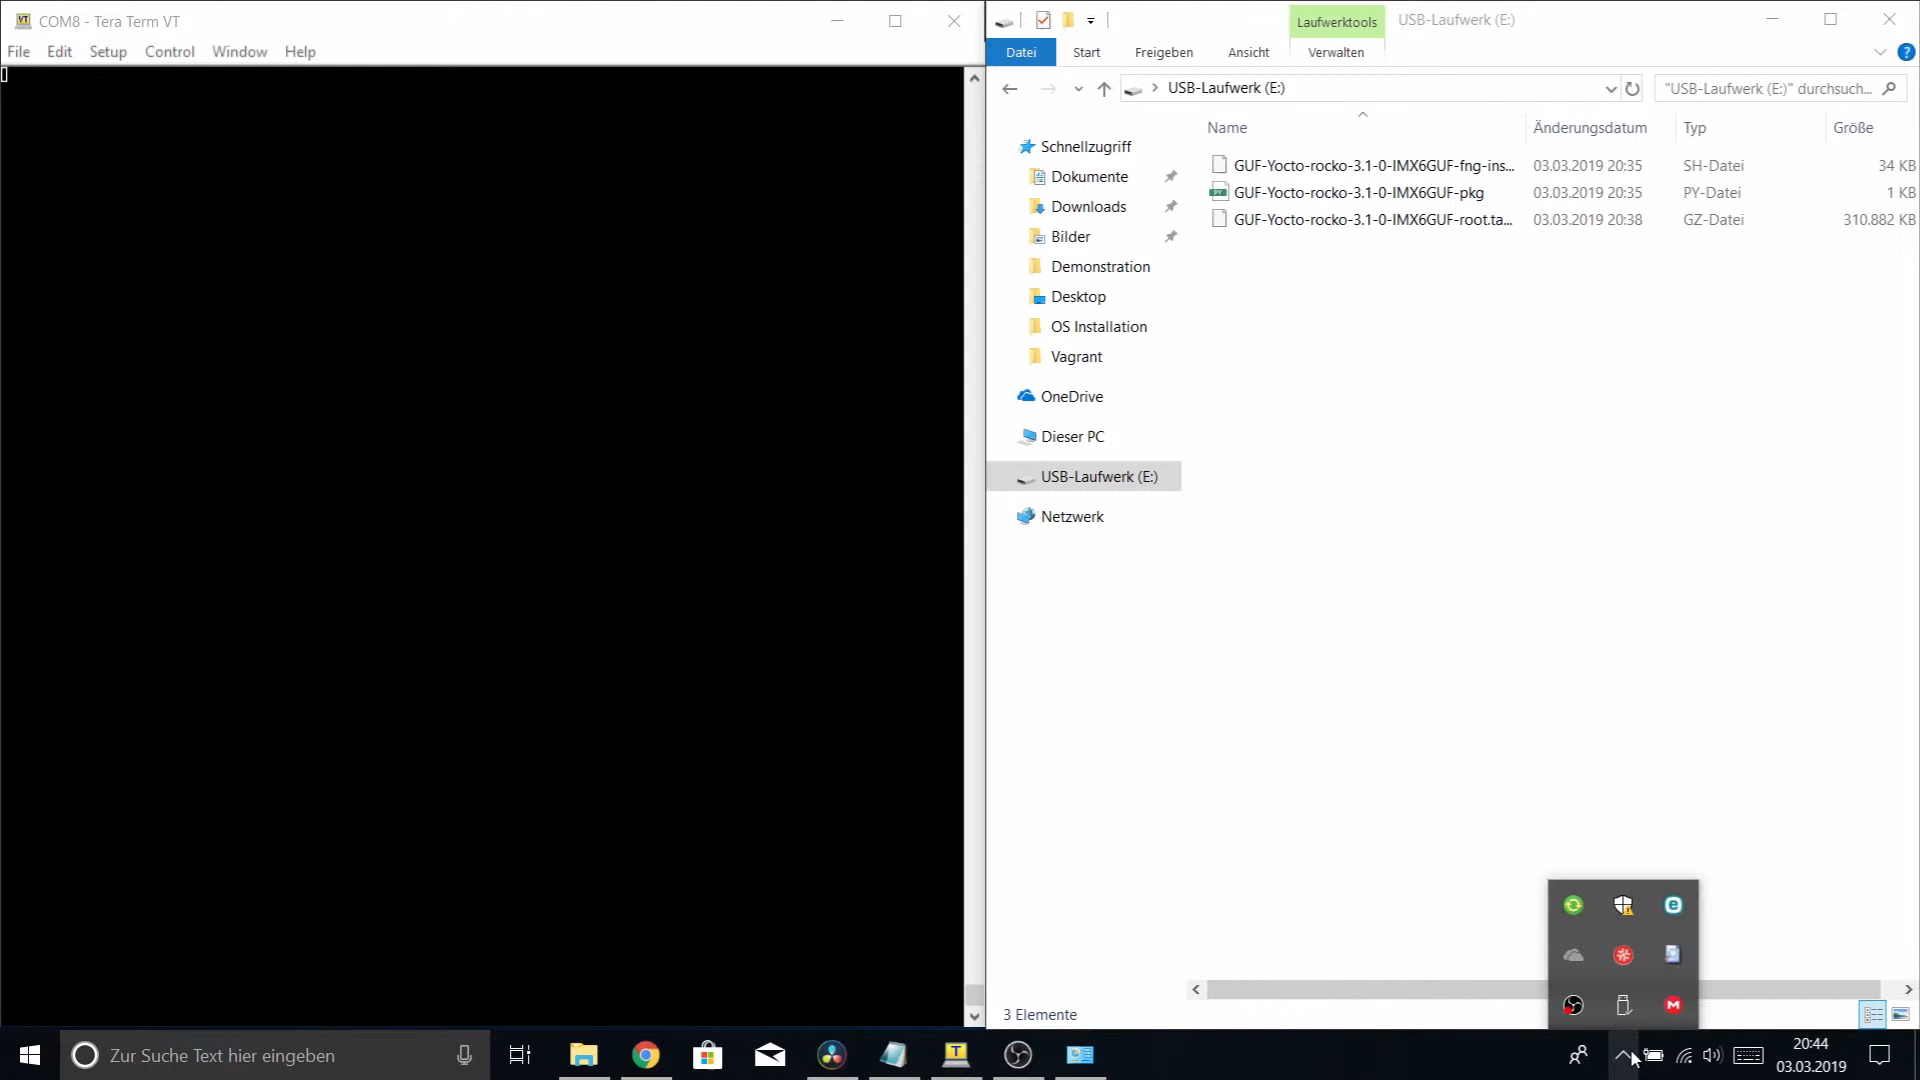 COM8 - Tera Term VT
File Edit Setup Control Window Help
Laufwerktools
USB-Laufwerk (E:)
Datei Start Freigeben Ansicht Verwalten
USB-Laufwerk (E:)
"USB-Laufwerk (E:)" durchsuch...
Name Änderungsdatum Typ Größe
GUF-Yocto-rocko-3.1-0-IMX6GUF-fng-ins... 03.03.2019 20:35 SH-Datei 34 KB
GUF-Yocto-rocko-3.1-0-IMX6GUF-pkg 03.03.2019 20:35 PY-Datei 1 KB
GUF-Yocto-rocko-3.1-0-IMX6GUF-root.ta... 03.03.2019 20:38 GZ-Datei 310.882 KB
Schnellzugriff
Dokumente
Downloads
Bilder
Demonstration
Desktop
OS Installation
Vagrant
OneDrive
Dieser PC
USB-Laufwerk (E:)
Netzwerk
3 Elemente
Zur Suche Text hier eingeben
20:44
03.03.2019